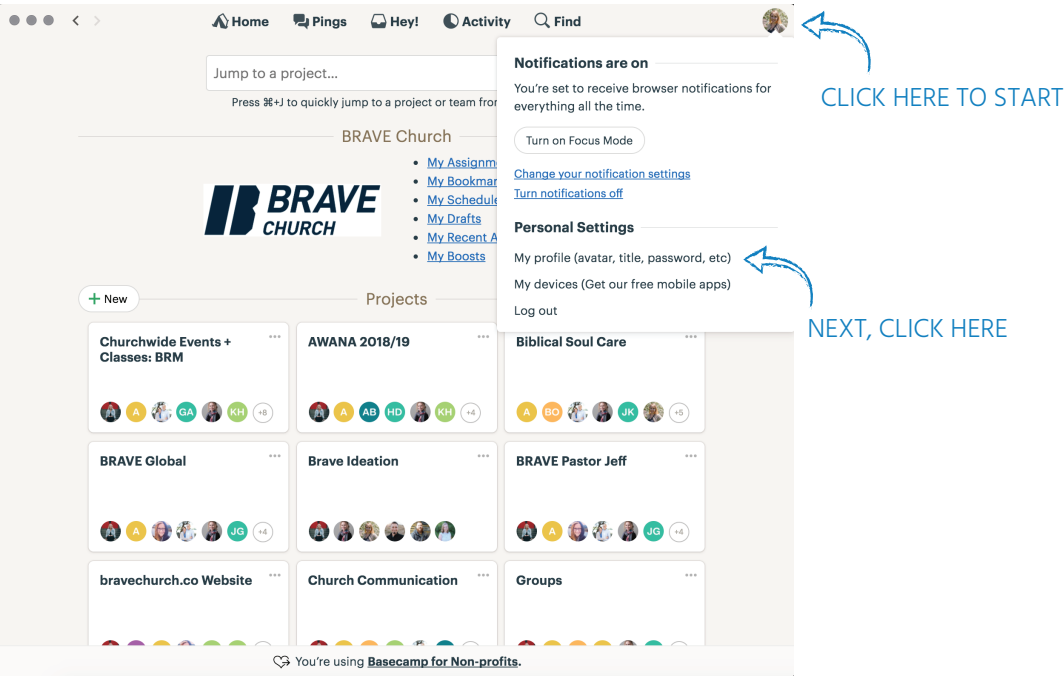 Home Pings Hey! Activity Find
CLICK HERE TO START
Jump to a project...
Press ⌘+J to quickly jump to a project or team from
Notifications are on
You're set to receive browser notifications for
everything all the time.
Turn on Focus Mode
Change your notification settings
Turn notifications off
Personal Settings
My profile (avatar, title, password, etc)
My devices (Get our free mobile apps)
Log out
NEXT, CLICK HERE
BRAVE Church
BRAVE
CHURCH
My Assignm
My Bookmar
My Schedule
My Drafts
My Recent A
My Boosts
+ New
Projects
Churchwide Events +
Classes: BRM
A GA KH +8
AWANA 2018/19
A AB HD KH +4
Biblical Soul Care
A BO JK +5
BRAVE Global
A JG +4
Brave Ideation
BRAVE Pastor Jeff
A JG +4
bravechurch.co Website
Church Communication
Groups
You're using Basecamp for Non-profits.